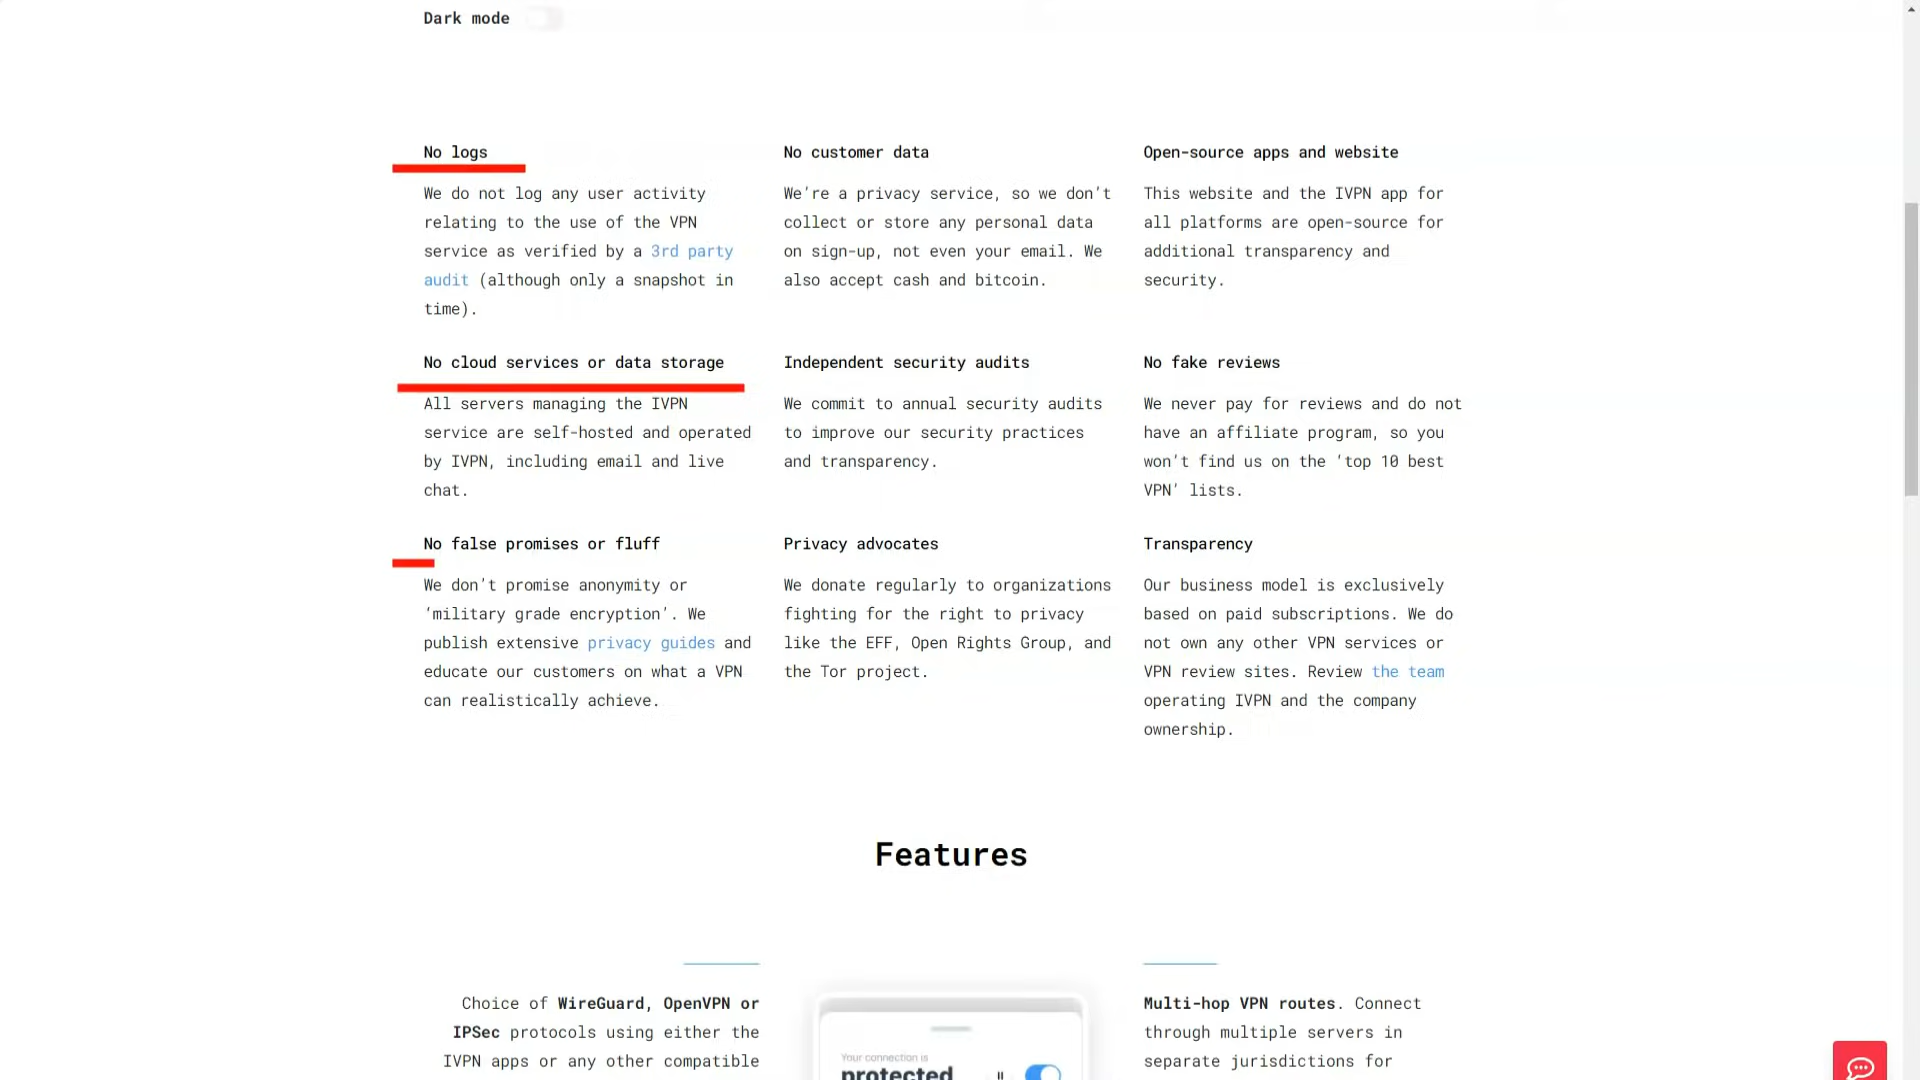 Dark mode
No logs
We do not log any user activity
relating to the use of the VPN
service as verified by a 3rd party
audit (although only a snapshot in
time).
No customer data
We're a privacy service, so we don't
collect or store any personal data
on sign-up, not even your email. We
also accept cash and bitcoin.
Open-source apps and website
This website and the IVPN app for
all platforms are open-source for
additional transparency and
security.
No cloud services or data storage
All servers managing the IVPN
service are self-hosted and operated
by IVPN, including email and live
chat.
Independent security audits
We commit to annual security audits
to improve our security practices
and transparency.
No fake reviews
We never pay for reviews and do not
have an affiliate program, so you
won't find us on the 'top 10 best
VPN' lists.
No false promises or fluff
We don't promise anonymity or
'military grade encryption'. We
publish extensive privacy guides and
educate our customers on what a VPN
can realistically achieve.
Privacy advocates
We donate regularly to organizations
fighting for the right to privacy
like the EFF, Open Rights Group, and
the Tor project.
Transparency
Our business model is exclusively
based on paid subscriptions. We do
not own any other VPN services or
VPN review sites. Review the team
operating IVPN and the company
ownership.
Features
Choice of WireGuard, OpenVPN or
IPSec protocols using either the
IVPN apps or any other compatible
Your connection is
protected
Multi-hop VPN routes. Connect
through multiple servers in
separate jurisdictions for